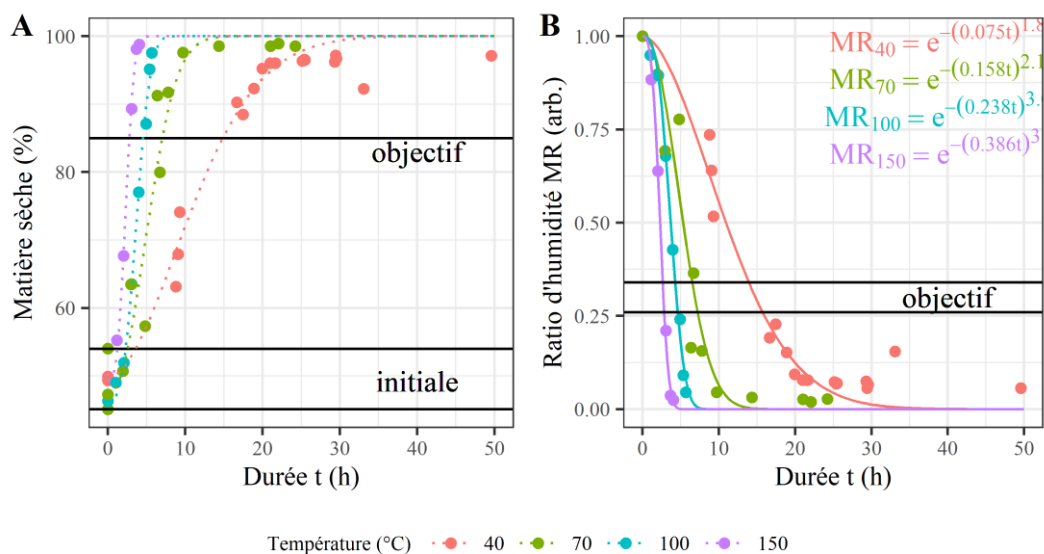 A
B
MR40 = e^-(0.075t)^1.8
MR70 = e^-(0.158t)^2.1
MR100 = e^-(0.238t)^3.
MR150 = e^-(0.386t)^3
Matière sèche (%)
100
80
60
objectif
initiale
0
10
20
30
40
50
Durée t (h)
Ratio d'humidité MR (arb.)
1.00
0.75
0.50
0.25
0.00
objectif
0
10
20
30
40
50
Durée t (h)
Température (°C) 40 70 100 150